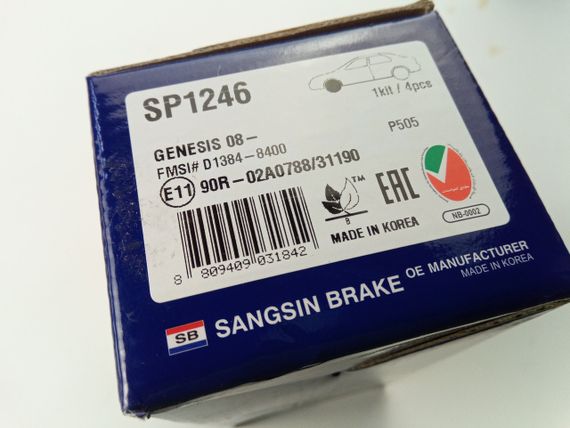 SP1246
1kit / 4pcs
GENESIS 08-
FMSI# D1384-8400
P505
E11 90R-02A0788/31190
TM
EAC
8
NB-0002
MADE IN KOREA
8 809409 031842
SB SANGSIN BRAKE OE MANUFACTURER
MADE IN KOREA